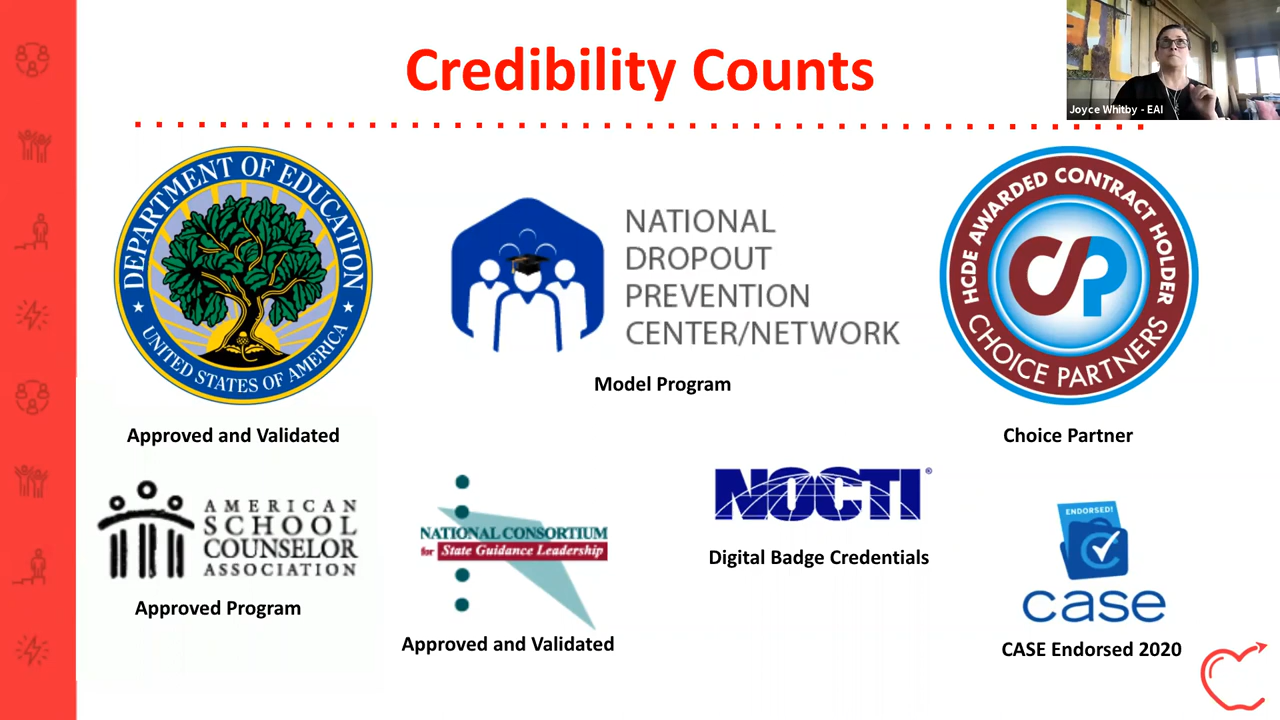 Credibility Counts
Joyce Whitby - EAI
DEPARTMENT OF EDUCATION
UNITED STATES OF AMERICA
NATIONAL
DROPOUT
PREVENTION
CENTER/NETWORK
Model Program
HCDE AWARDED CONTRACT HOLDER
CP
CHOICE PARTNERS
Approved and Validated
Choice Partner
AMERICAN
SCHOOL
COUNSELOR
ASSOCIATION
Approved Program
NATIONAL CONSORTIUM
for State Guidance Leadership
Approved and Validated
NOCTI®
Digital Badge Credentials
ENDORSED!
case
CASE Endorsed 2020